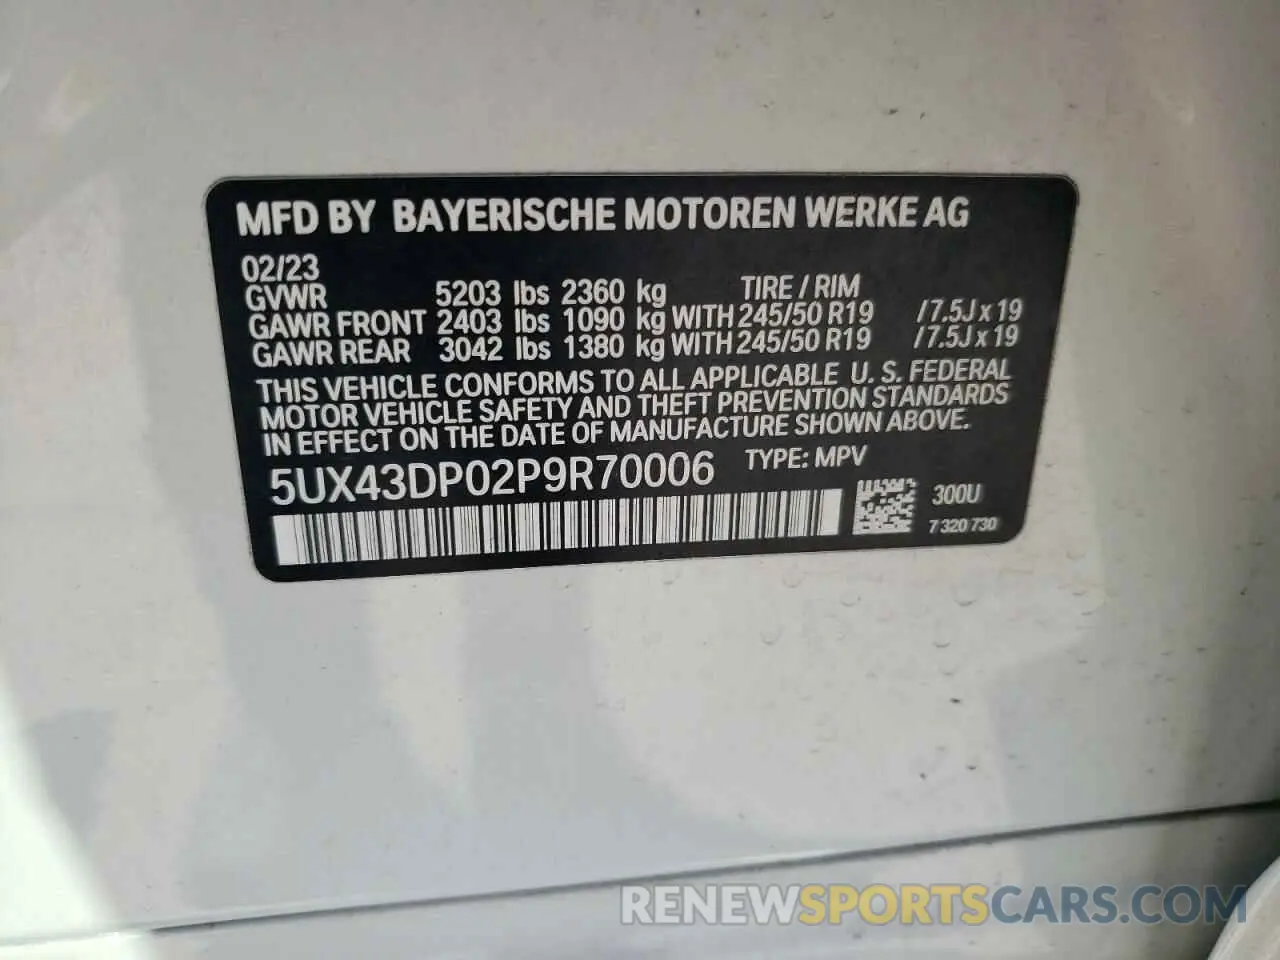 MFD BY BAYERISCHE MOTOREN WERKE AG
02/23
GVWR 5203 lbs 2360 kg TIRE / RIM
GAWR FRONT 2403 lbs 1090 kg WITH 245/50 R19 /7.5J x 19
GAWR REAR 3042 lbs 1380 kg WITH 245/50 R19 /7.5J x 19
THIS VEHICLE CONFORMS TO ALL APPLICABLE U. S. FEDERAL
MOTOR VEHICLE SAFETY AND THEFT PREVENTION STANDARDS
IN EFFECT ON THE DATE OF MANUFACTURE SHOWN ABOVE.
5UX43DP02P9R70006 TYPE: MPV
300U
7 320 730
RENEWSPORTSCARS.COM